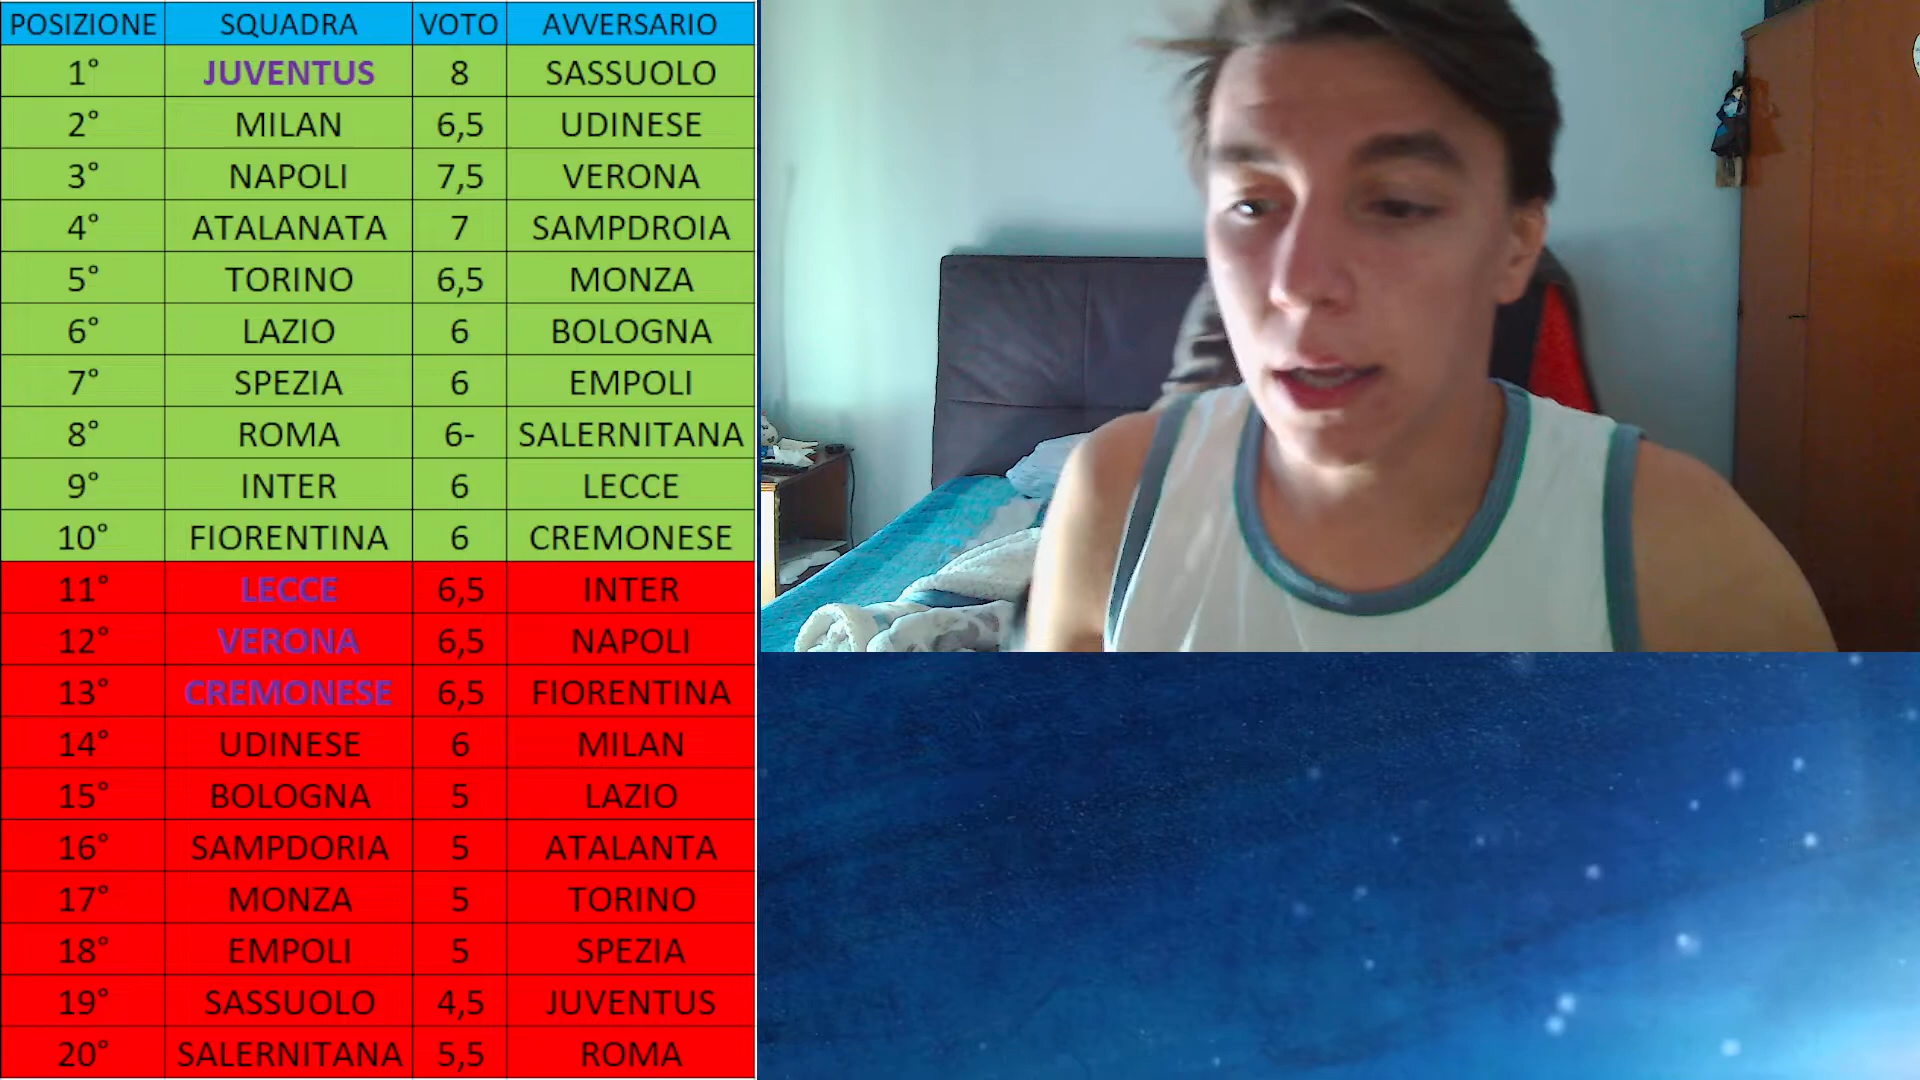 POSIZIONE SQUADRA VOTO AVVERSARIO
1° JUVENTUS 8 SASSUOLO
2° MILAN 6,5 UDINESE
3° NAPOLI 7,5 VERONA
4° ATALANATA 7 SAMPDROIA
5° TORINO 6,5 MONZA
6° LAZIO 6 BOLOGNA
7° SPEZIA 6 EMPOLI
8° ROMA 6- SALERNITANA
9° INTER 6 LECCE
10° FIORENTINA 6 CREMONESE
11° LECCE 6,5 INTER
12° VERONA 6,5 NAPOLI
13° CREMONESE 6,5 FIORENTINA
14° UDINESE 6 MILAN
15° BOLOGNA 5 LAZIO
16° SAMPDORIA 5 ATALANTA
17° MONZA 5 TORINO
18° EMPOLI 5 SPEZIA
19° SASSUOLO 4,5 JUVENTUS
20° SALERNITANA 5,5 ROMA